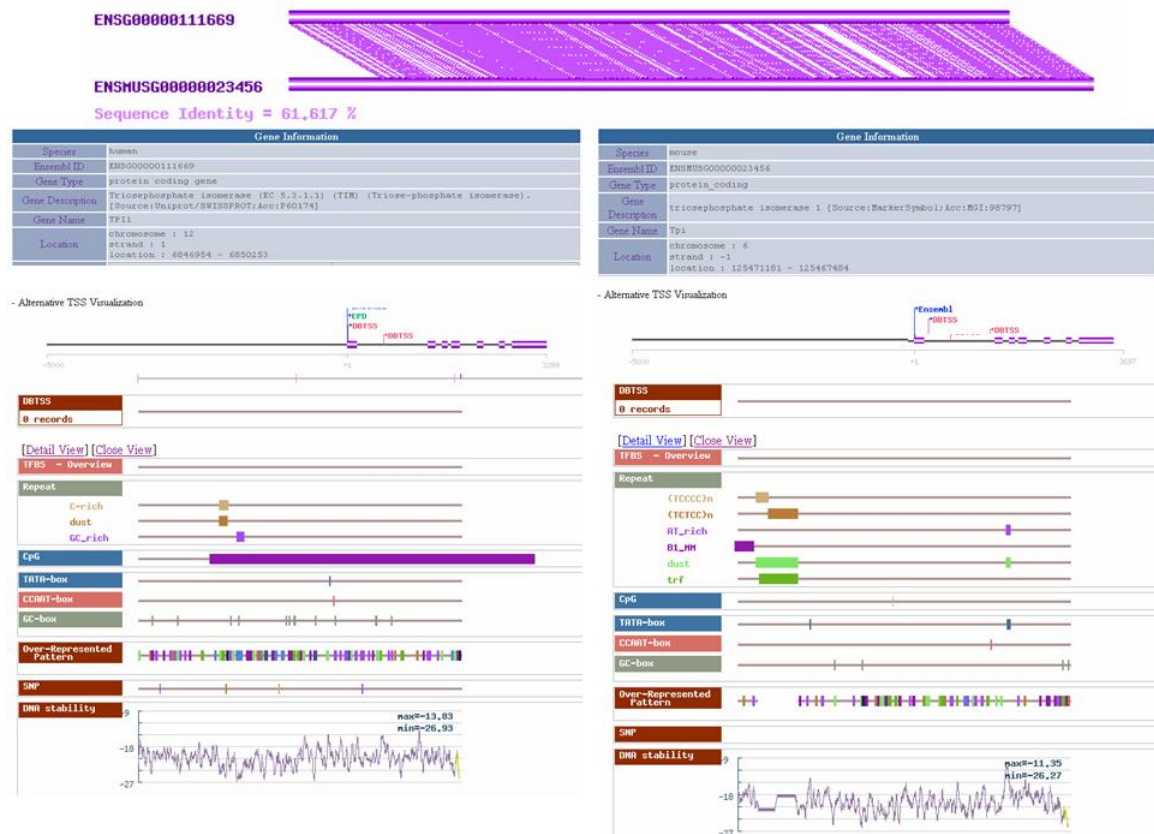 ENSG00000111669
ENSMUSG00000023456
Sequence Identity = 61,617 %
Gene Information
Species human
Ensembl ID ENSG00000111669
Gene Type protein coding gene
Gene Description Triosephosphate isomerase (EC 5.3.1.1) (TIM) (Triose-phosphate isomerase).
[Source:Uniprot/SWISSPROT;Acc:P60174]
Gene Name TPI1
Location chromosome : 12
strand : 1
location : 6846954 - 6850253
- Alternative TSS Visualization
*EPD
*DBTSS
*DBTSS
-5000 +1 3299
DBTSS
0 records
[Detail View] [Close View]
TFBS - Overview
Repeat
C-rich
dust
GC_rich
CpG
TATA-box
CCAAT-box
GC-box
Over-Represented
Pattern
SNP
DNA stability
-9
max=-13,83
min=-26,93
-18
-27
Gene Information
Species mouse
Ensembl ID ENSMUSG00000023456
Gene Type protein_coding
Gene
Description triosephosphate isomerase 1 [Source:MarkerSymbol;Acc:MGI:98797]
Gene Name Tpi
Location chromosome : 6
strand : -1
location : 125471181 - 125467484
- Alternative TSS Visualization
*Ensembl
*DBTSS
*DBTSS
-5000 +1 3697
DBTSS
0 records
[Detail View] [Close View]
TFBS - Overview
Repeat
(TCCCC)n
(TCTCC)n
AT_rich
B1_MM
dust
trf
CpG
TATA-box
CCAAT-box
GC-box
Over-Represented
Pattern
SNP
DNA stability
-9
max=-11,35
min=-26,27
-18
-27